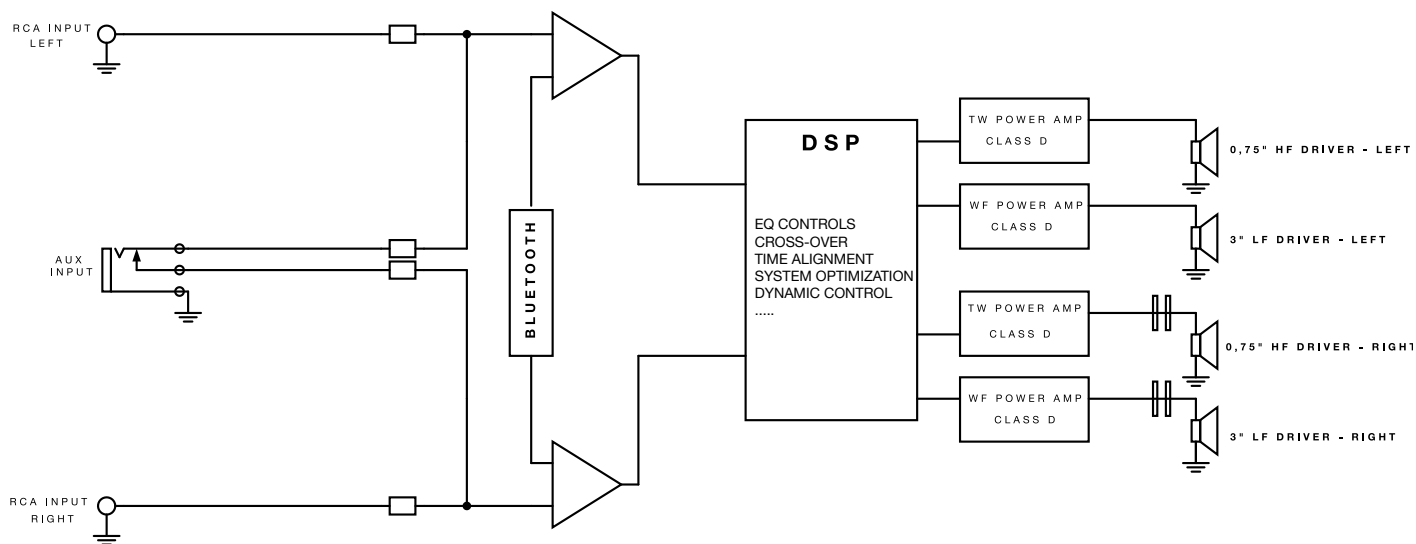 RCA INPUT
LEFT
AUX
INPUT
RCA INPUT
RIGHT
BLUETOOTH
DSP
EQ CONTROLS
CROSS-OVER
TIME ALIGNMENT
SYSTEM OPTIMIZATION
DYNAMIC CONTROL
.....
TW POWER AMP
CLASS D
WF POWER AMP
CLASS D
TW POWER AMP
CLASS D
WF POWER AMP
CLASS D
0,75" HF DRIVER - LEFT
3" LF DRIVER - LEFT
0,75" HF DRIVER - RIGHT
3" LF DRIVER - RIGHT